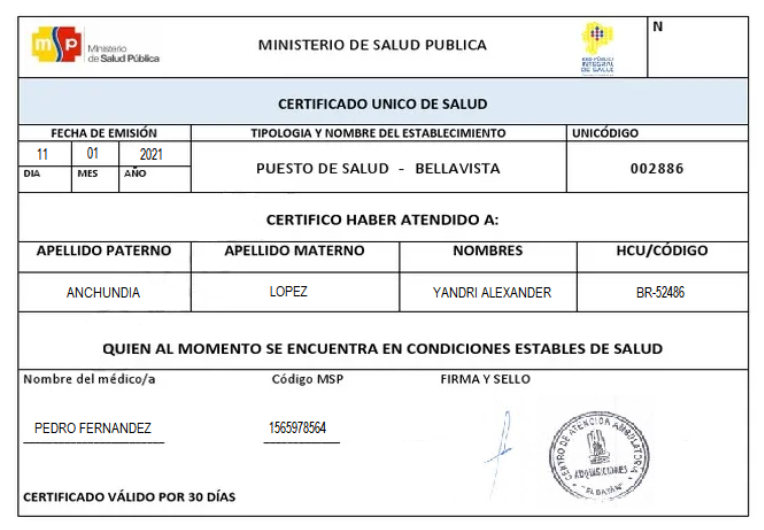 m p Ministerio
de Salud Pública
MINISTERIO DE SALUD PUBLICA
RED PÚBLICA
INTEGRAL
DE SALUD
N
CERTIFICADO UNICO DE SALUD
FECHA DE EMISIÓN TIPOLOGIA Y NOMBRE DEL ESTABLECIMIENTO UNICÓDIGO
11 01 2021
DIA MES AÑO
PUESTO DE SALUD - BELLAVISTA 002886
CERTIFICO HABER ATENDIDO A:
APELLIDO PATERNO APELLIDO MATERNO NOMBRES HCU/CÓDIGO
ANCHUNDIA LOPEZ YANDRI ALEXANDER BR-52486
QUIEN AL MOMENTO SE ENCUENTRA EN CONDICIONES ESTABLES DE SALUD
Nombre del médico/a Código MSP FIRMA Y SELLO
PEDRO FERNANDEZ 1565978564
CENTRO DE ATENCION AMBULATORIA
ADQUISICIONES
"EL BATAN"
CERTIFICADO VÁLIDO POR 30 DÍAS